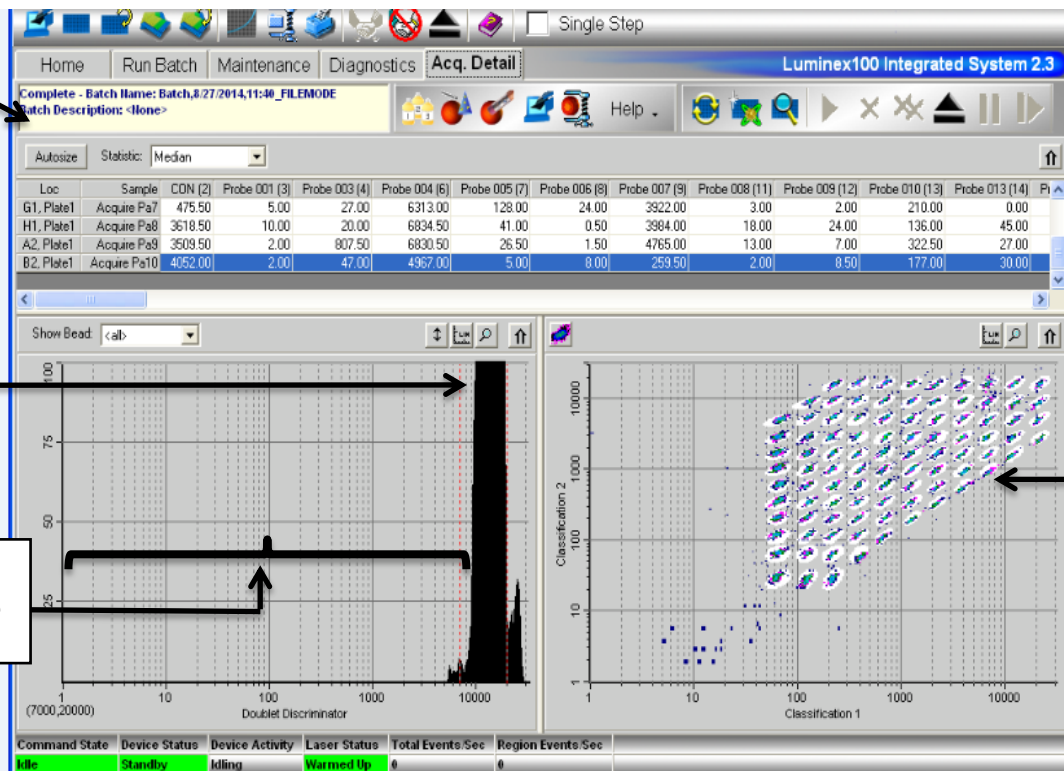 Single Step
Home Run Batch Maintenance Diagnostics Acq. Detail Luminex100 Integrated System 2.3
Complete - Batch Name: Batch,8/27/2014,11:40_FILEMODE
Batch Description: <None>
Help
Autosize Statistic: Median
Loc Sample CON (2) Probe 001 (3) Probe 003 (4) Probe 004 (6) Probe 005 (7) Probe 006 (8) Probe 007 (9) Probe 008 (11) Probe 009 (12) Probe 010 (13) Probe 013 (14)
G1, Plate1 Acquire Pa7 475.50 5.00 27.00 6313.00 128.00 24.00 3922.00 3.00 2.00 210.00 0.00
H1, Plate1 Acquire Pa8 3618.50 10.00 20.00 6834.50 41.00 0.50 3984.00 18.00 24.00 136.00 45.00
A2, Plate1 Acquire Pa9 3509.50 2.00 807.50 6830.50 26.50 1.50 4765.00 13.00 7.00 322.50 27.00
B2, Plate1 Acquire Pa10 4052.00 2.00 47.00 4967.00 5.00 8.00 259.50 2.00 8.50 177.00 30.00
Show Bead: <all> LIN
100
75
50
25
1 10 100 1000 10000
(7000,20000) Doublet Discriminator
LIN
10000
1000
100
10
1
Classification 2
1 10 100 1000 10000
Classification 1
Command State Device Status Device Activity Laser Status Total Events/Sec Region Events/Sec
Idle Standby Idling Warmed Up 0 0